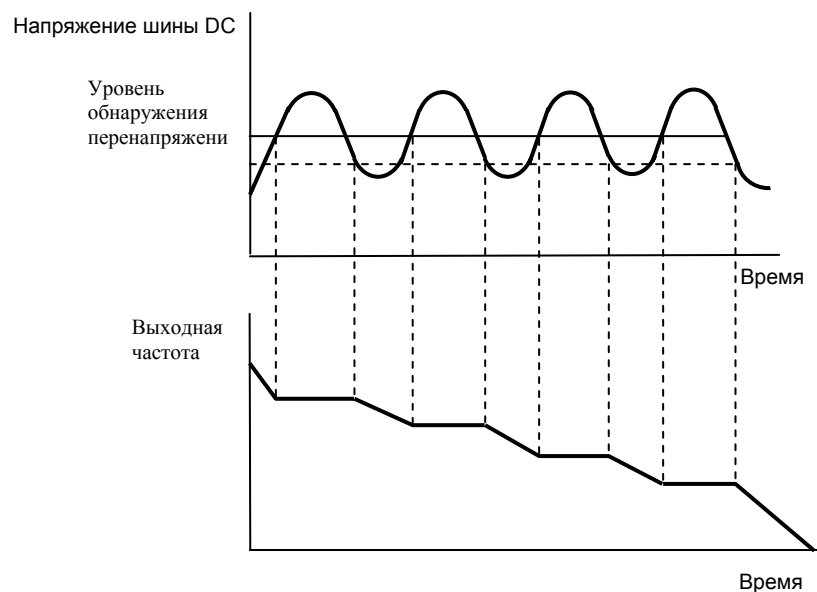 Напряжение шины DC
Уровень
обнаружения
перенапряжени
Время
Выходная
частота
Время